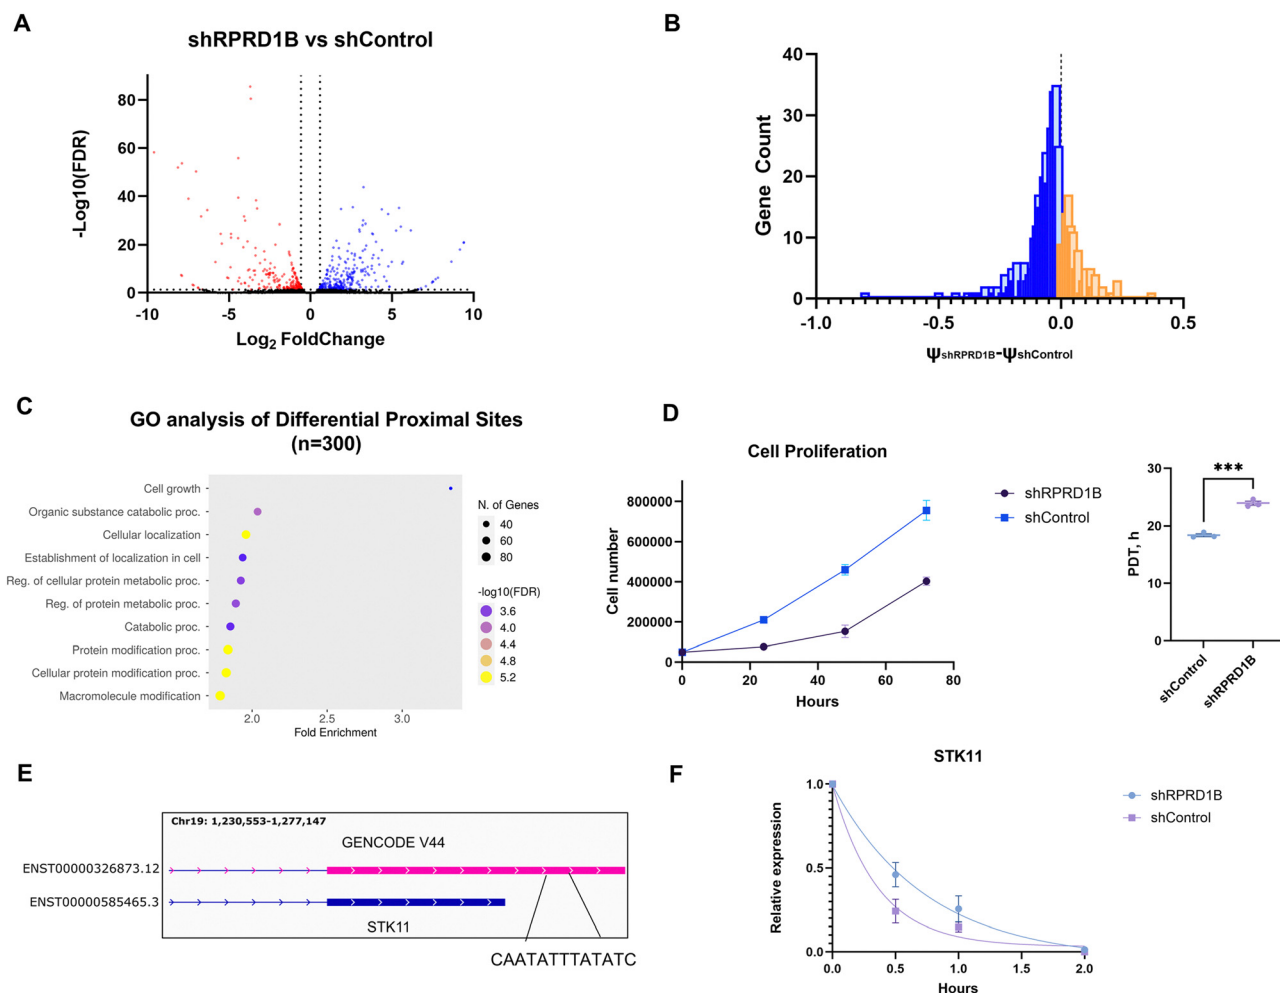 A
shRPRD1B vs shControl
-Log10(FDR)
80
60
40
20
0
-10
-5
0
5
10
Log2 FoldChange
B
Gene Count
40
30
20
10
0
-1.0
-0.5
0.0
0.5
ΨshRPRD1B-ΨshControl
C
GO analysis of Differential Proximal Sites
(n=300)
Cell growth
Organic substance catabolic proc.
Cellular localization
Establishment of localization in cell
Reg. of cellular protein metabolic proc.
Reg. of protein metabolic proc.
Catabolic proc.
Protein modification proc.
Cellular protein modification proc.
Macromolecule modification
2.0
2.5
3.0
Fold Enrichment
N. of Genes
40
60
80
-log10(FDR)
3.6
4.0
4.4
4.8
5.2
D
Cell Proliferation
Cell number
800000
600000
400000
200000
0
0
20
40
60
80
Hours
shRPRD1B
shControl
PDT, h
30
20
10
0
***
shControl
shRPRD1B
E
Chr19: 1,230,553-1,277,147
GENCODE V44
ENST00000326873.12
ENST00000585465.3
STK11
CAATATTTATATC
F
STK11
Relative expression
1.0
0.5
0.0
0.0
0.5
1.0
1.5
2.0
Hours
shRPRD1B
shControl